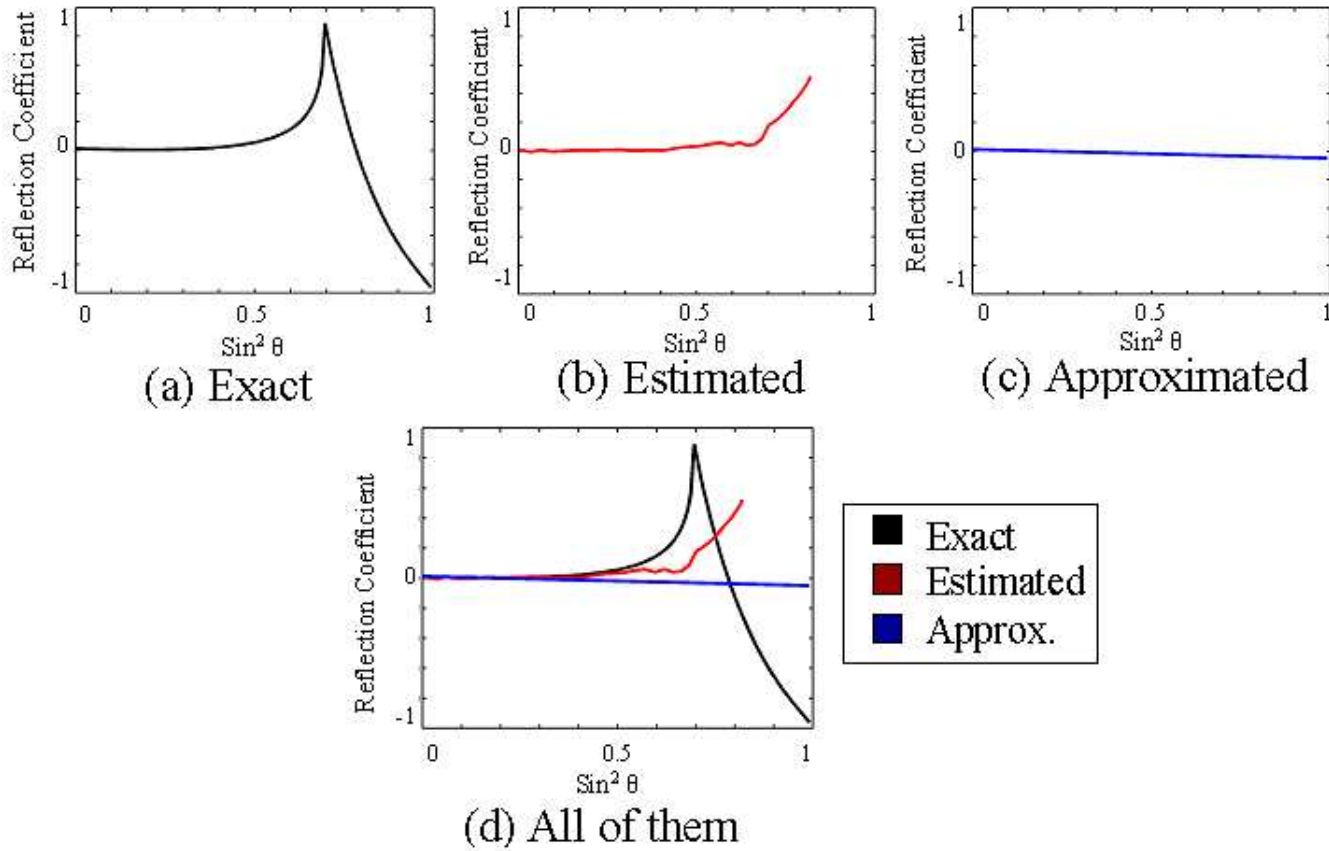 1
0
-1
Reflection Coefficient
0
0.5
1
Sin² θ
(a) Exact
1
0
-1
Reflection Coefficient
0
0.5
1
Sin² θ
(b) Estimated
1
0
-1
Reflection Coefficient
0
0.5
1
Sin² θ
(c) Approximated
1
0
-1
Reflection Coefficient
0
0.5
1
Sin² θ
(d) All of them
Exact
Estimated
Approx.